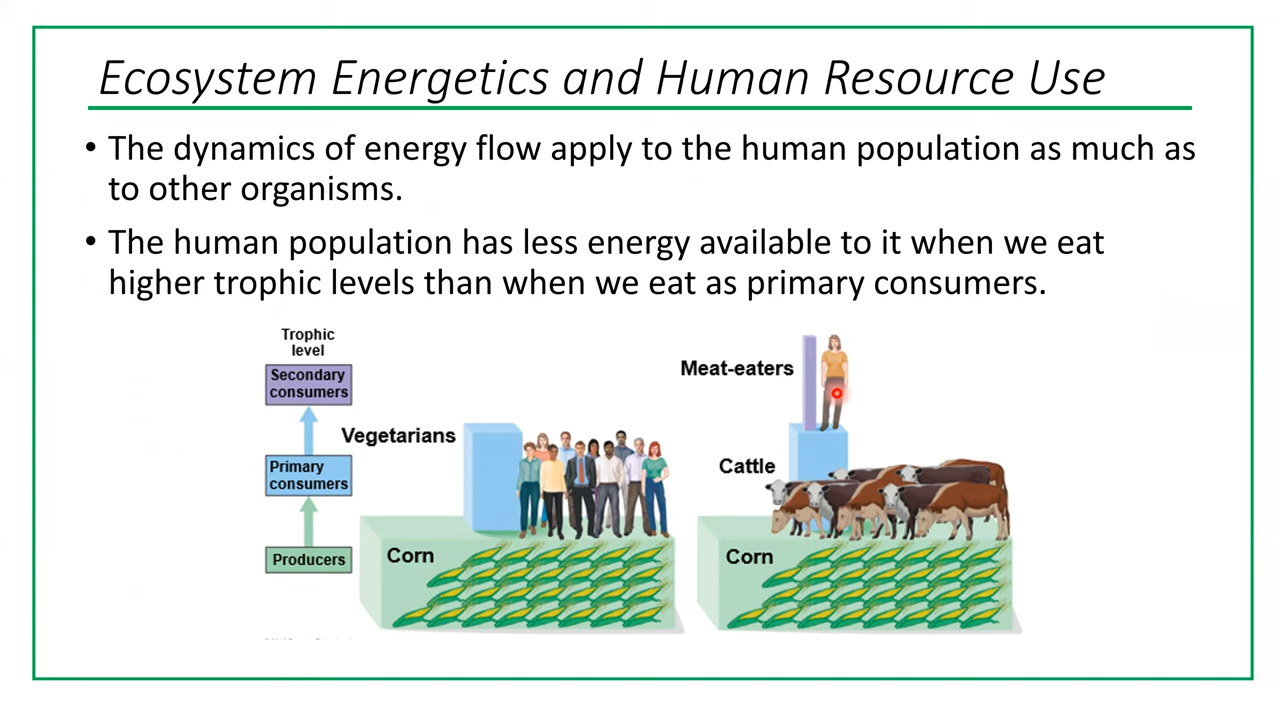 Ecosystem Energetics and Human Resource Use
• The dynamics of energy flow apply to the human population as much as
to other organisms.
• The human population has less energy available to it when we eat
higher trophic levels than when we eat as primary consumers.
Trophic
level
Secondary
consumers
Primary
consumers
Producers
Vegetarians
Corn
Meat-eaters
Cattle
Corn